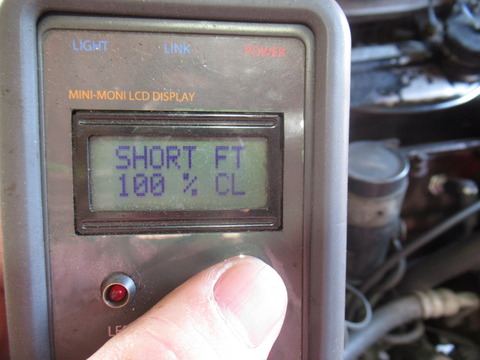 LIGHT LINK POWER
MINI-MONI LCD DISPLAY
SHORT FT
100 % CL